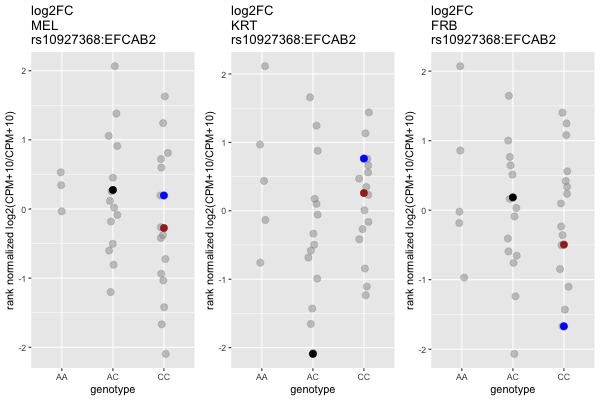 log2FC
MEL
rs10927368:EFCAB2
rank normalized log2(CPM+10/CPM+10)
2
1
0
-1
-2
AA AC CC
genotype
log2FC
KRT
rs10927368:EFCAB2
rank normalized log2(CPM+10/CPM+10)
2
1
0
-1
-2
AA AC CC
genotype
log2FC
FRB
rs10927368:EFCAB2
rank normalized log2(CPM+10/CPM+10)
2
1
0
-1
-2
AA AC CC
genotype